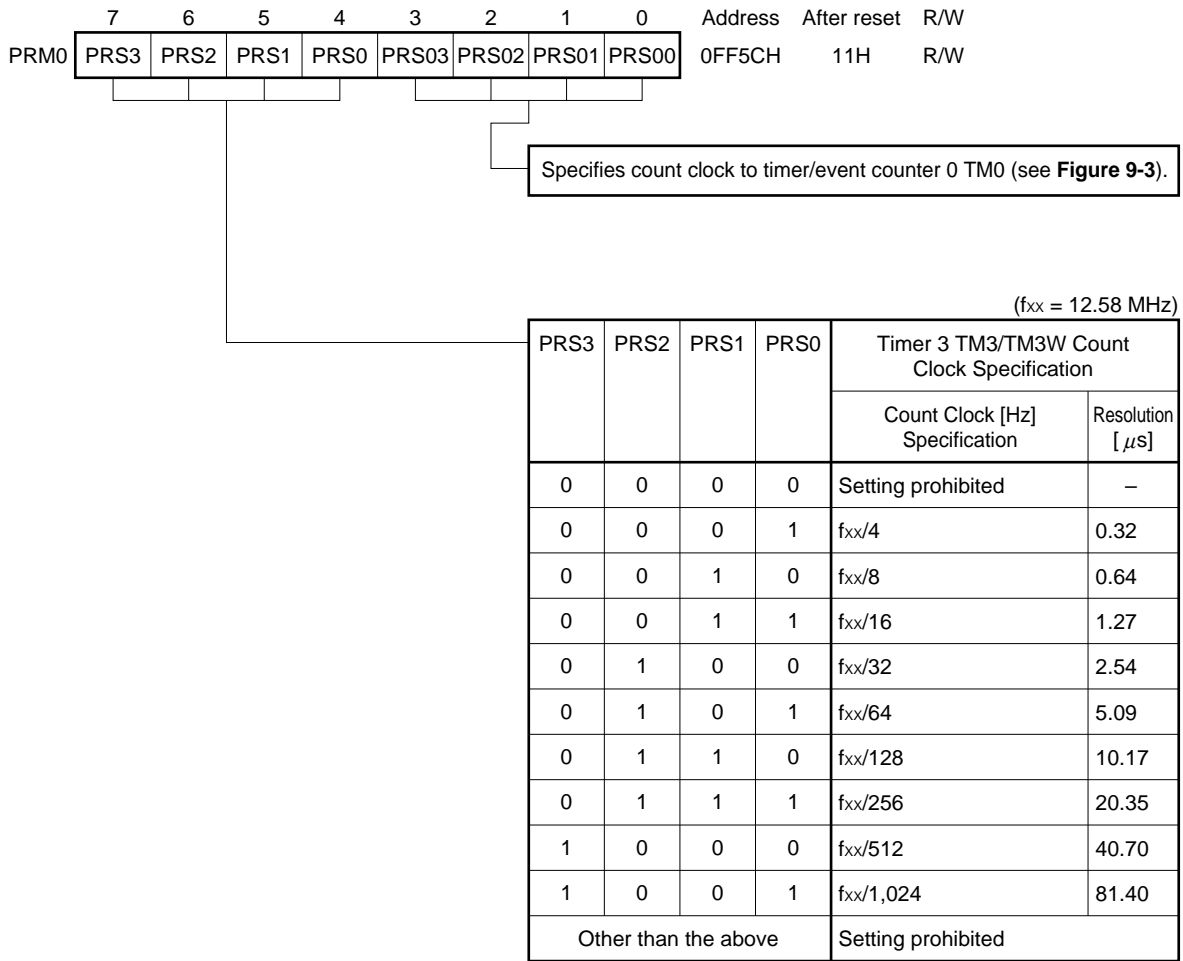 7 6 5 4 3 2 1 0 Address After reset R/W
PRM0 PRS3 PRS2 PRS1 PRS0 PRS03 PRS02 PRS01 PRS00 0FF5CH 11H R/W
Specifies count clock to timer/event counter 0 TM0 (see Figure 9-3).
(fxx = 12.58 MHz)
PRS3 PRS2 PRS1 PRS0 Timer 3 TM3/TM3W Count
Clock Specification
Count Clock [Hz] Resolution
Specification [ μs]
0 0 0 0 Setting prohibited –
0 0 0 1 fxx/4 0.32
0 0 1 0 fxx/8 0.64
0 0 1 1 fxx/16 1.27
0 1 0 0 fxx/32 2.54
0 1 0 1 fxx/64 5.09
0 1 1 0 fxx/128 10.17
0 1 1 1 fxx/256 20.35
1 0 0 0 fxx/512 40.70
1 0 0 1 fxx/1,024 81.40
Other than the above Setting prohibited